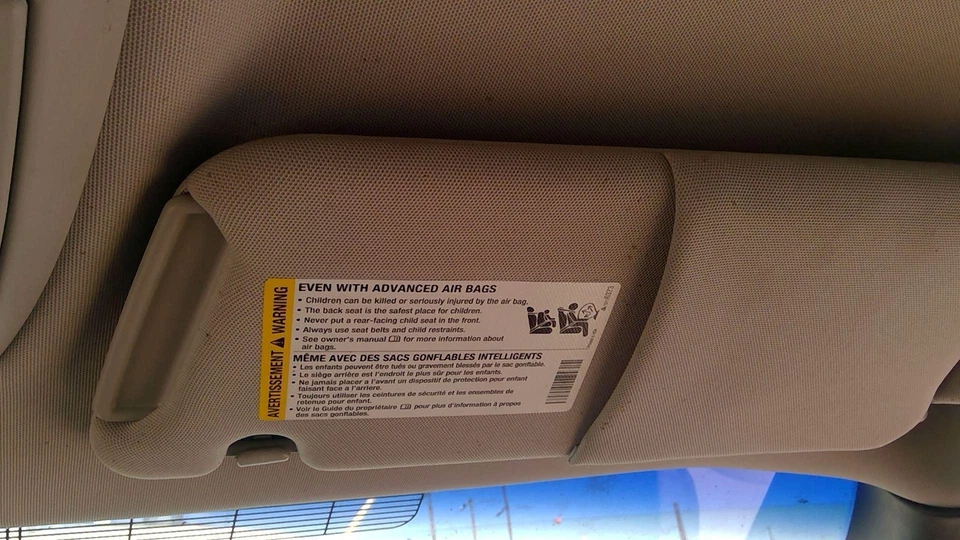 AVERTISSEMENT WARNING
EVEN WITH ADVANCED AIR BAGS
• Children can be killed or seriously injured by the air bag.
• The back seat is the safest place for children.
• Never put a rear-facing child seat in the front.
• Always use seat belts and child restraints.
• See owner's manual for more information about
air bags.
MÊME AVEC DES SACS GONFLABLES INTELLIGENTS
• Les enfants peuvent être tués ou gravement blessés par le sac gonflable.
• Le siège arrière est l'endroit le plus sûr pour les enfants.
• Ne jamais placer a l'avant un dispositif de protection pour enfant
faisant face a l'arriere.
• Toujours utiliser les ceintures de sécurité et les ensembles de
retenue pour enfant.
• Voir le Guide du propriétaire pour plus d'information à propos
des sacs gonflables.